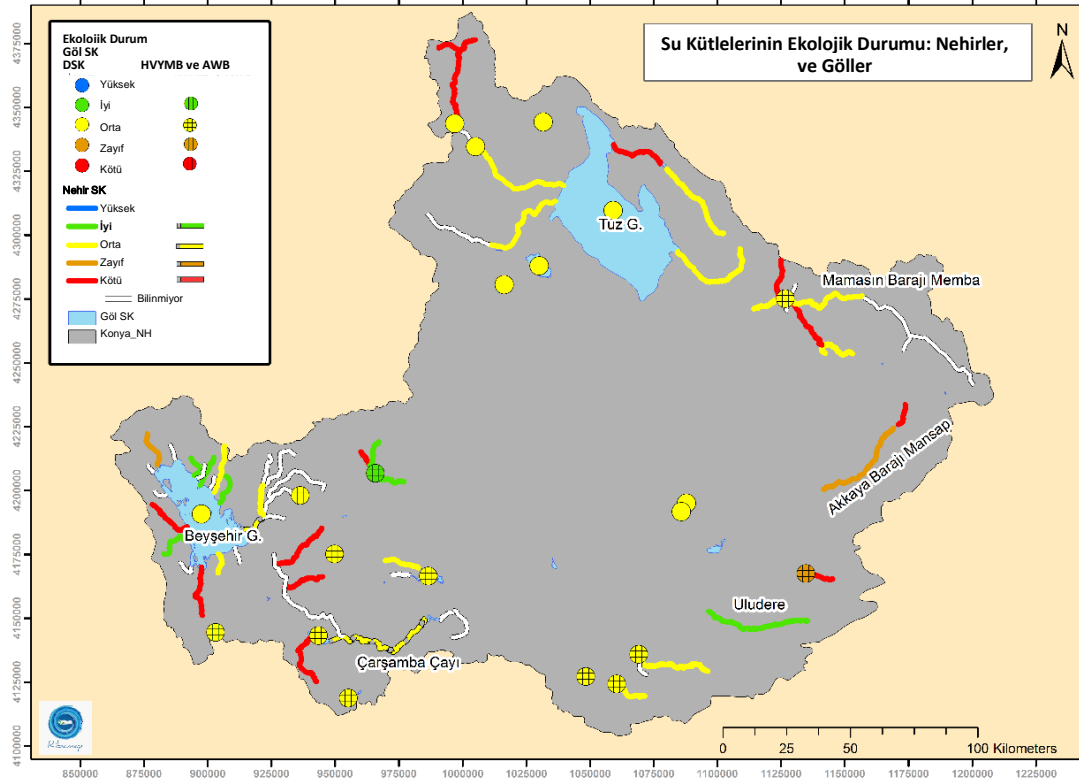 Su Kütlelerinin Ekolojik Durumu: Nehirler,
ve Göller
N
Ekoloiik Durum
Göl SK
DSK HVYMB ve AWB
Yüksek
İyi
Orta
Zayıf
Kötü
Nehir SK
Yüksek
İyi
Orta
Zayıf
Kötü
Bilinmiyor
Göl SK
Konya_NH
Tuz G.
Mamasın Barajı Memba
Akkaya Barajı Mansap
Beyşehir G.
Uludere
Çarşamba Çayı
0 25 50 100 Kilometers
4375000
4350000
4325000
4300000
4275000
4250000
4225000
4200000
4175000
4150000
4125000
4100000
850000 875000 900000 925000 950000 975000 1000000 1025000 1050000 1075000 1100000 1125000 1150000 1175000 1200000 1225000